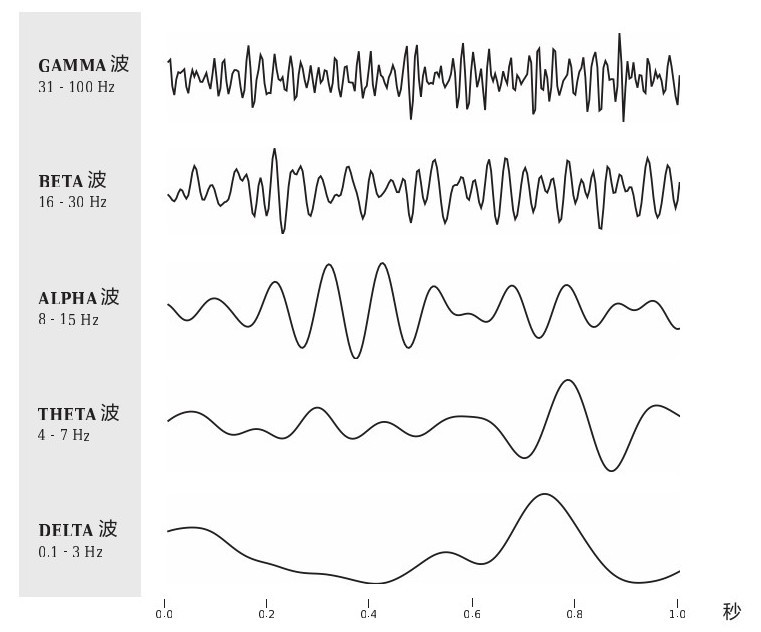 GAMMA 波
31 - 100 Hz
BETA 波
16 - 30 Hz
ALPHA 波
8 - 15 Hz
THETA 波
4 - 7 Hz
DELTA 波
0.1 - 3 Hz
0.0 0.2 0.4 0.6 0.8 1.0 秒